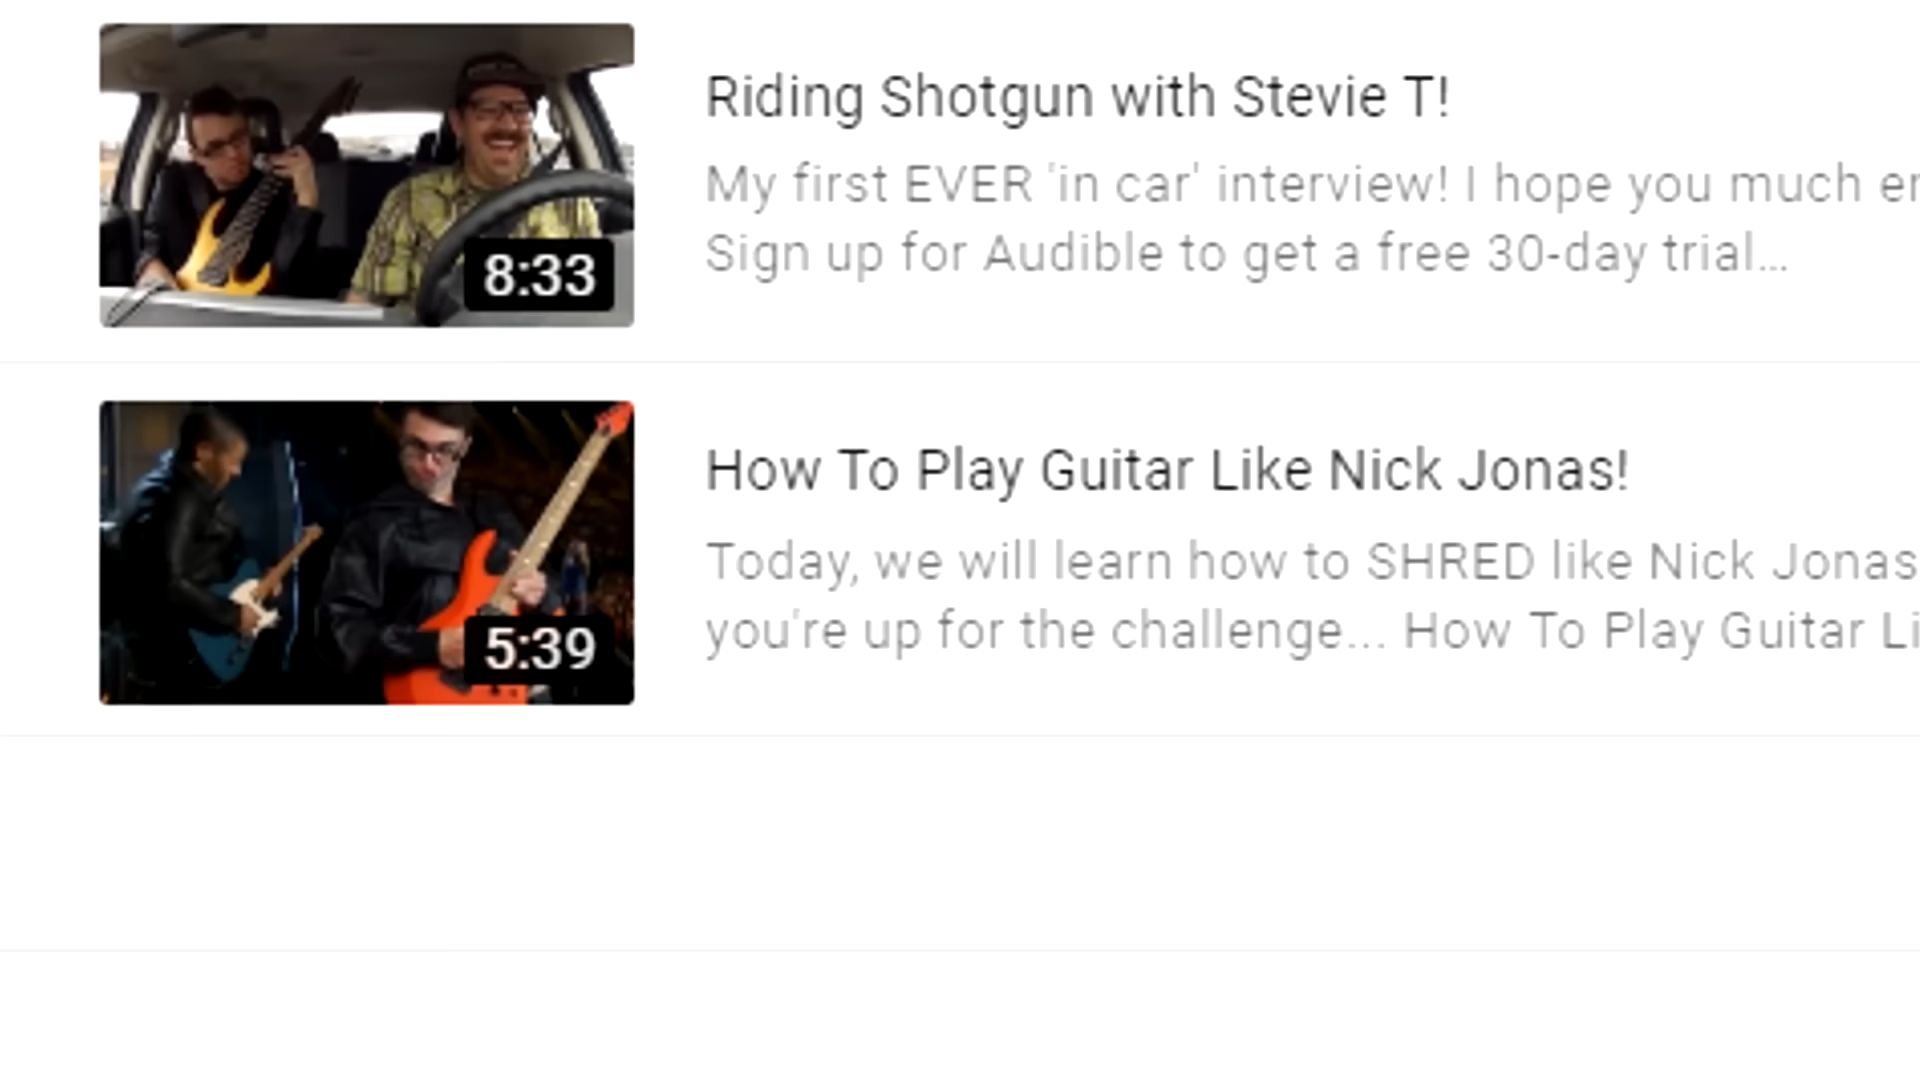 Riding Shotgun with Stevie T!
My first EVER 'in car' interview! I hope you much
Sign up for Audible to get a free 30-day trial...
8:33
How To Play Guitar Like Nick Jonas!
Today, we will learn how to SHRED like Nick Jonas
you're up for the challenge... How To Play Guitar
5:39